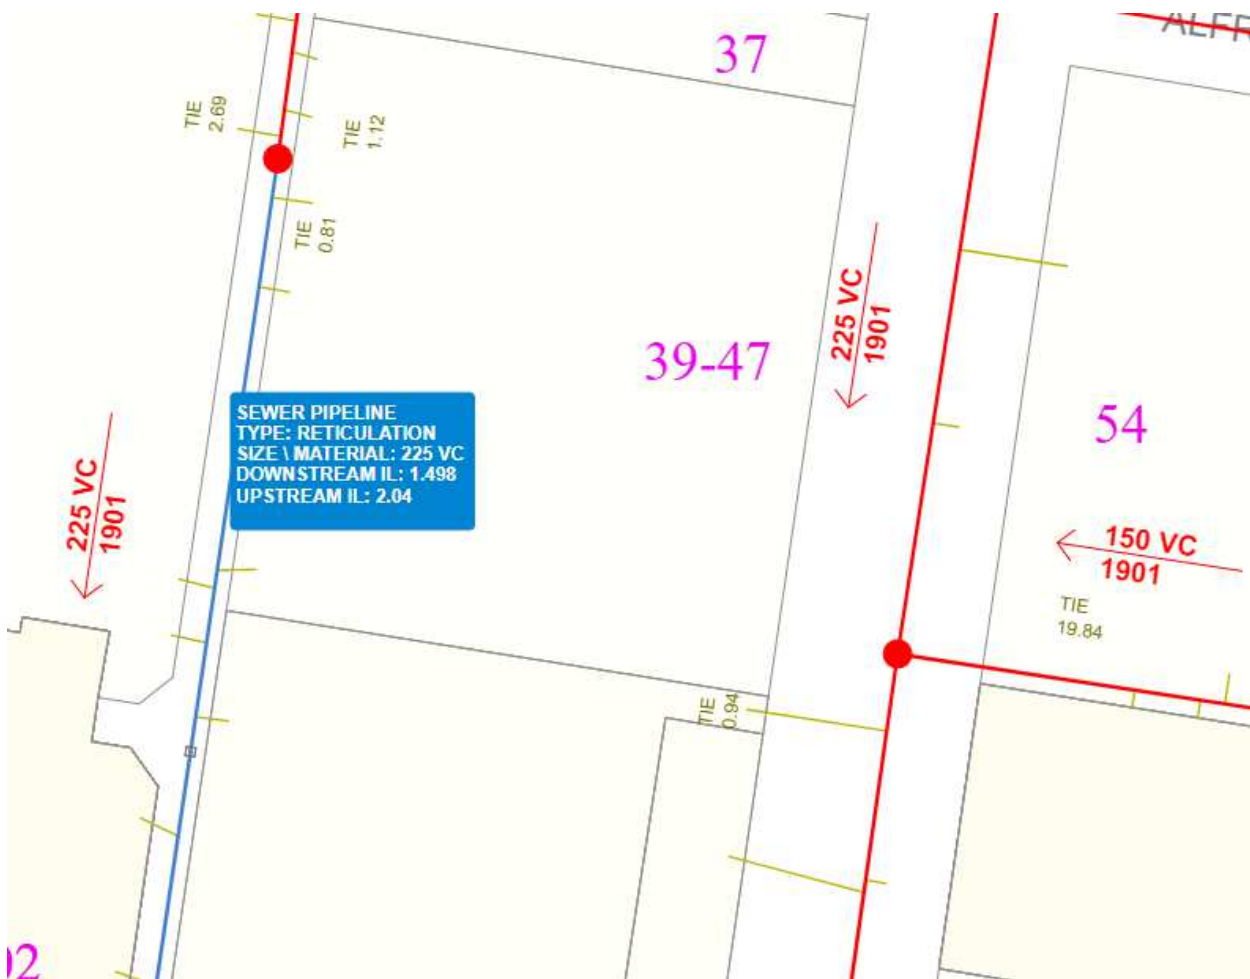 37
TIE
2.69
TIE
1.12
TIE
0.81
225 VC
1901
39-47
54
SEWER PIPELINE
TYPE: RETICULATION
SIZE \ MATERIAL: 225 VC
DOWNSTREAM IL: 1.498
UPSTREAM IL: 2.04
225 VC
1901
150 VC
1901
TIE
19.84
TIE
0.94